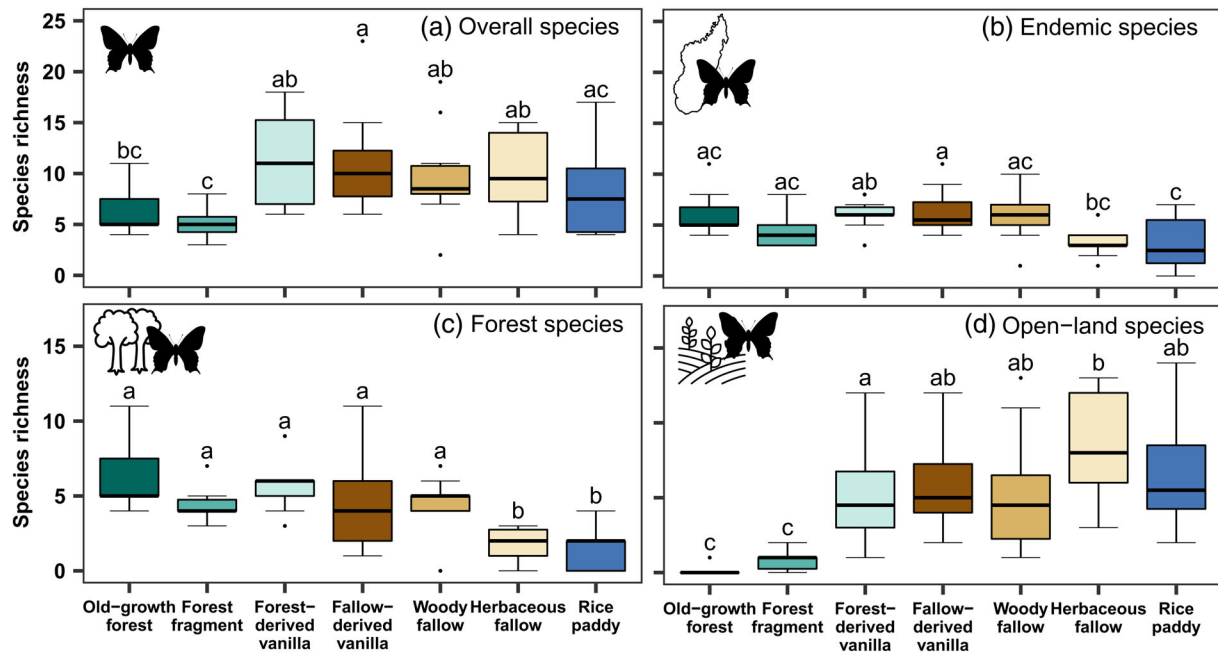 (a) Overall species
Species richness
25
20
15
10
5
0
bc
c
ab
a
ab
ab
ac
(b) Endemic species
ac
ac
ab
a
ac
bc
c
(c) Forest species
Species richness
15
10
5
0
a
a
a
a
a
b
b
Old−growth
forest
Forest
fragment
Forest−
derived
vanilla
Fallow−
derived
vanilla
Woody
fallow
Herbaceous
fallow
Rice
paddy
(d) Open−land species
c
c
a
ab
ab
b
ab
Old−growth
forest
Forest
fragment
Forest−
derived
vanilla
Fallow−
derived
vanilla
Woody
fallow
Herbaceous
fallow
Rice
paddy